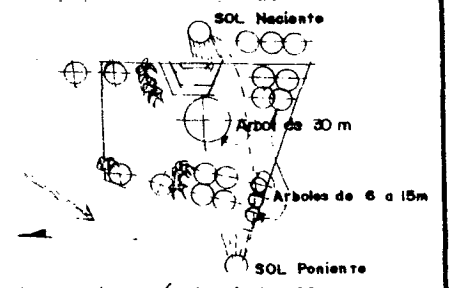 SOL Naciente
Arbol de 30 m
Arboles de 6 a 15m
SOL Poniente